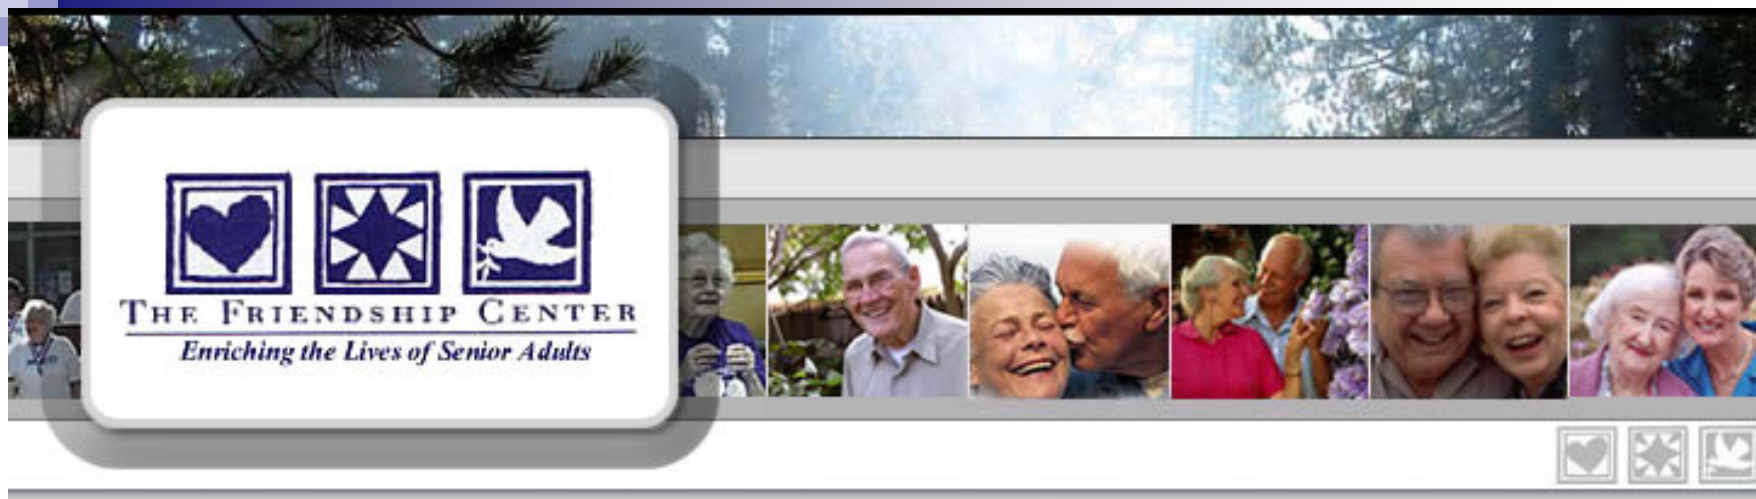 THE FRIENDSHIP CENTER
Enriching the Lives of Senior Adults